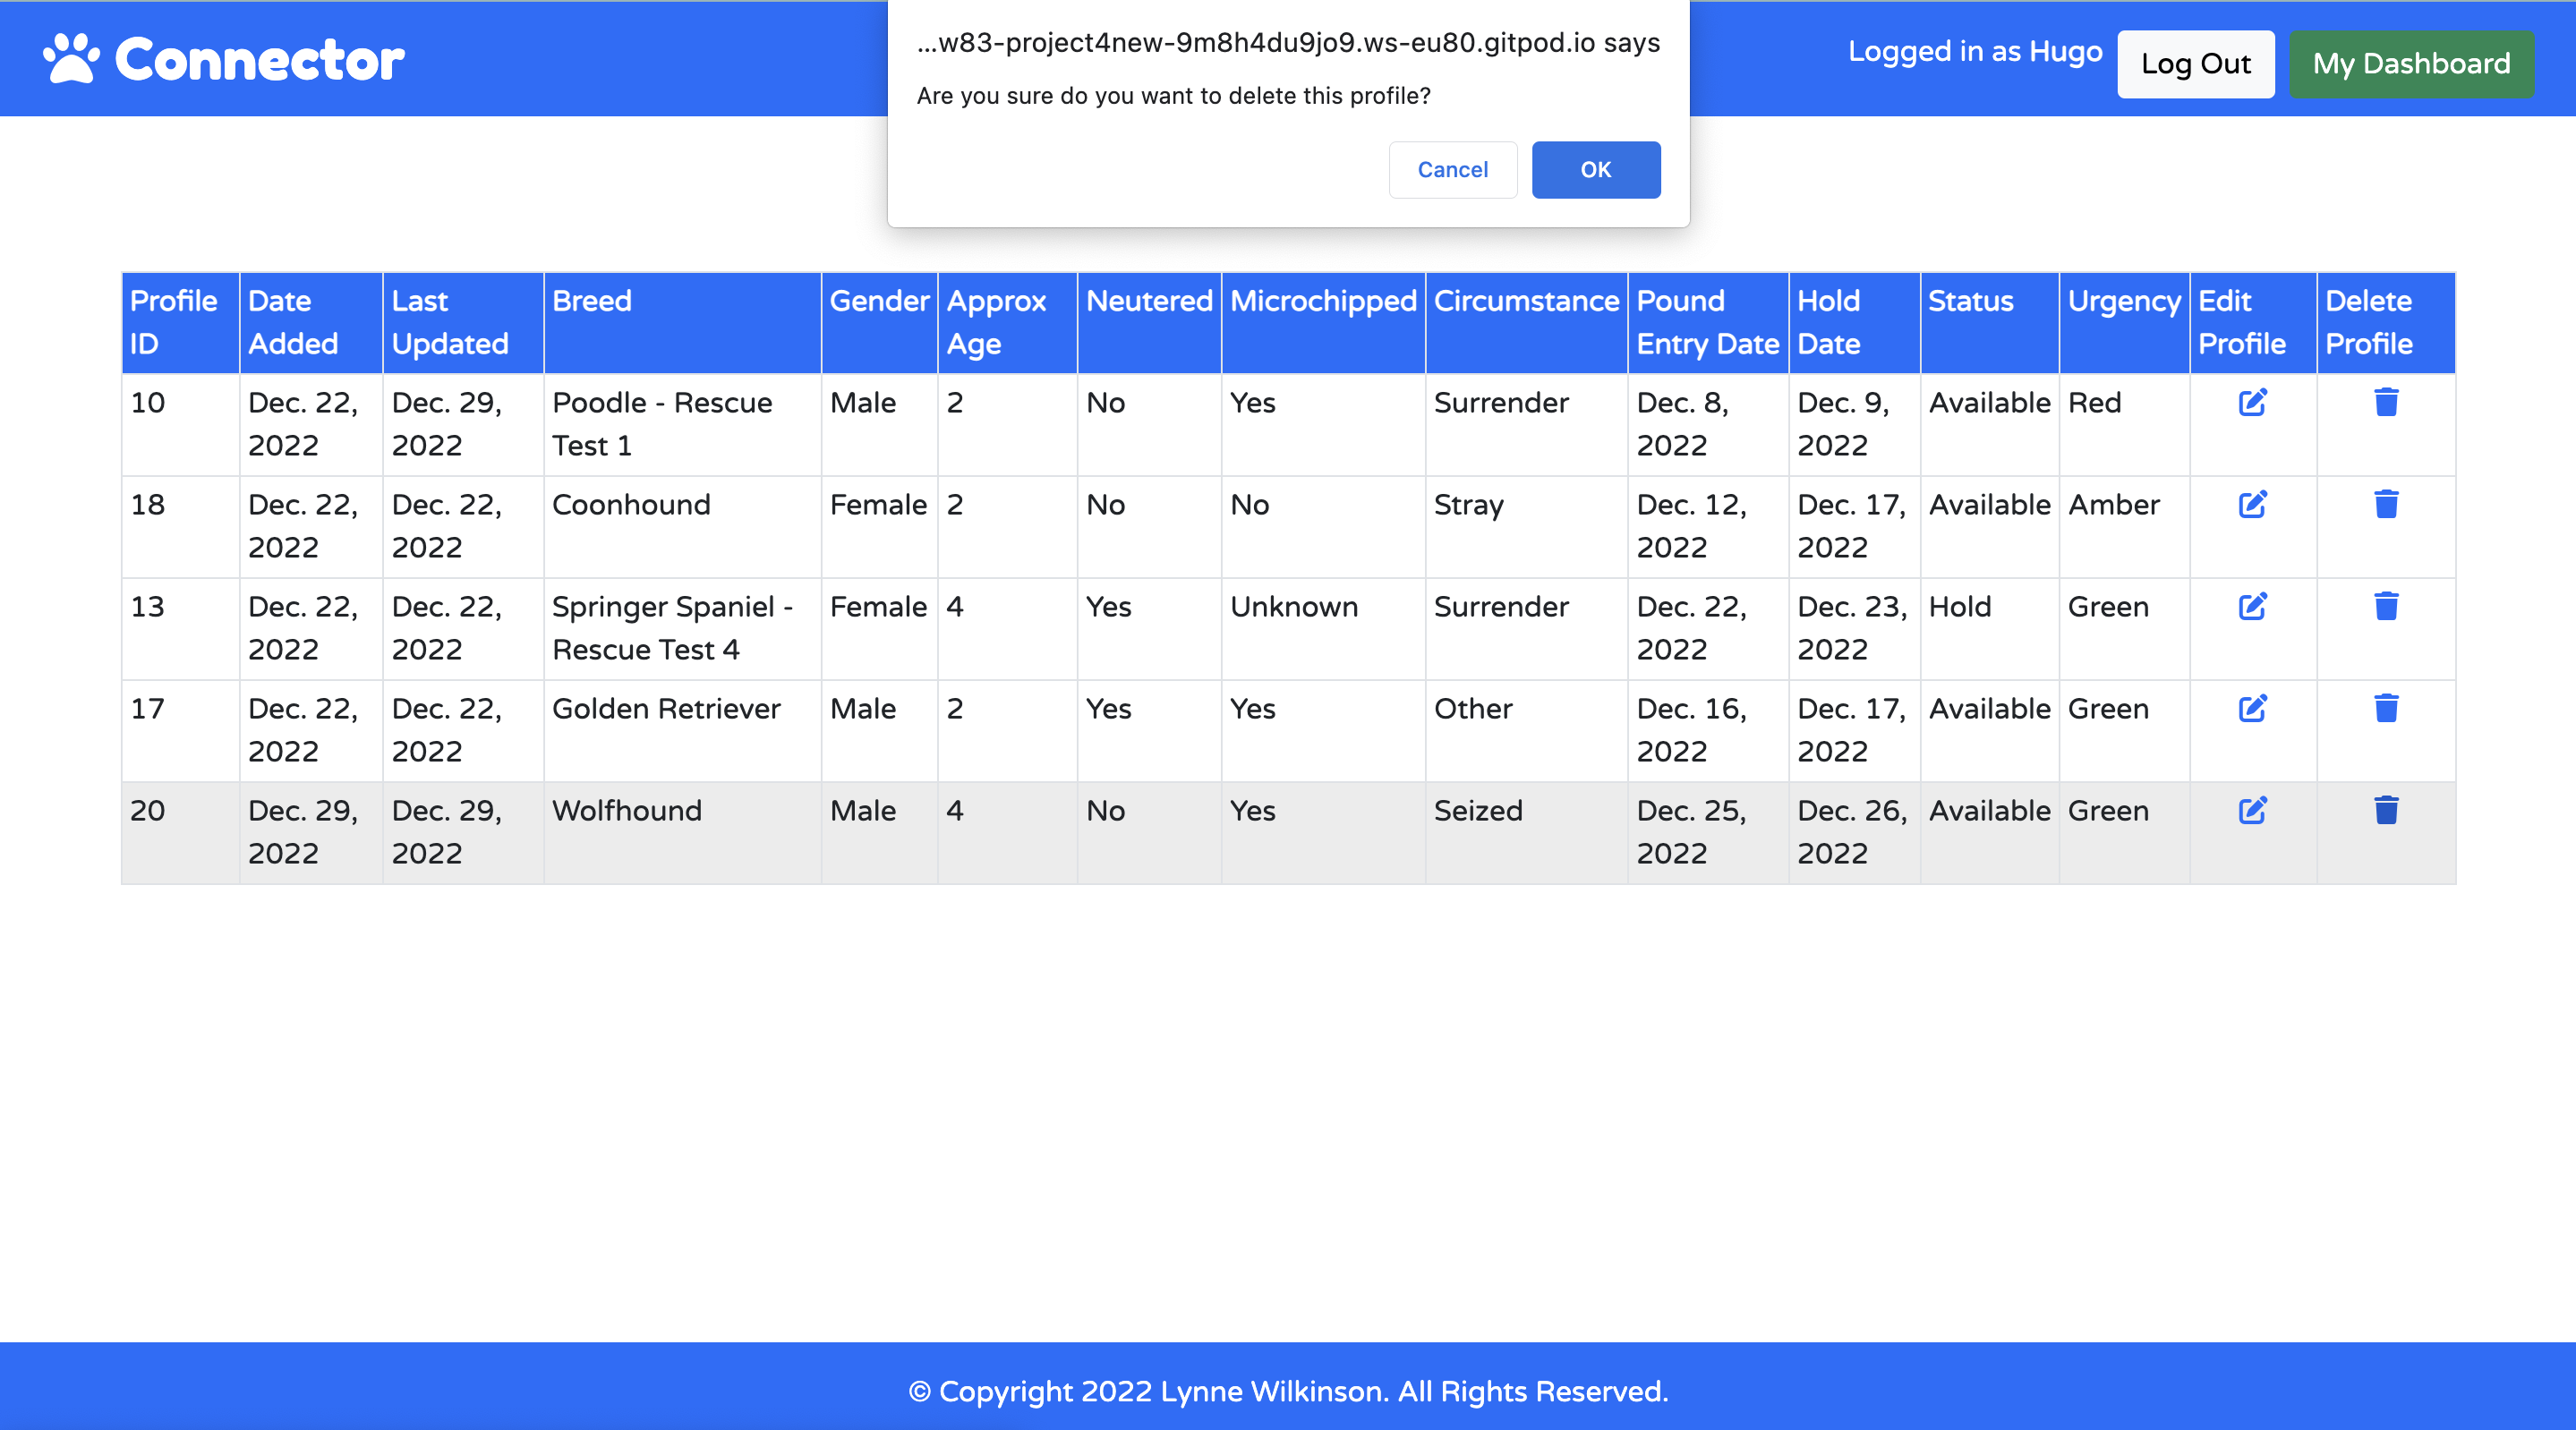 Connector
...w83-project4new-9m8h4du9jo9.ws-eu80.gitpod.io says
Are you sure do you want to delete this profile?
Cancel OK
Logged in as Hugo Log Out My Dashboard
Profile ID Date Added Last Updated Breed Gender Approx Age Neutered Microchipped Circumstance Pound Entry Date Hold Date Status Urgency Edit Profile Delete Profile
10 Dec. 22, 2022 Dec. 29, 2022 Poodle - Rescue Test 1 Male 2 No Yes Surrender Dec. 8, 2022 Dec. 9, 2022 Available Red
18 Dec. 22, 2022 Dec. 22, 2022 Coonhound Female 2 No No Stray Dec. 12, 2022 Dec. 17, 2022 Available Amber
13 Dec. 22, 2022 Dec. 22, 2022 Springer Spaniel - Rescue Test 4 Female 4 Yes Unknown Surrender Dec. 22, 2022 Dec. 23, 2022 Hold Green
17 Dec. 22, 2022 Dec. 22, 2022 Golden Retriever Male 2 Yes Yes Other Dec. 16, 2022 Dec. 17, 2022 Available Green
20 Dec. 29, 2022 Dec. 29, 2022 Wolfhound Male 4 No Yes Seized Dec. 25, 2022 Dec. 26, 2022 Available Green
© Copyright 2022 Lynne Wilkinson. All Rights Reserved.